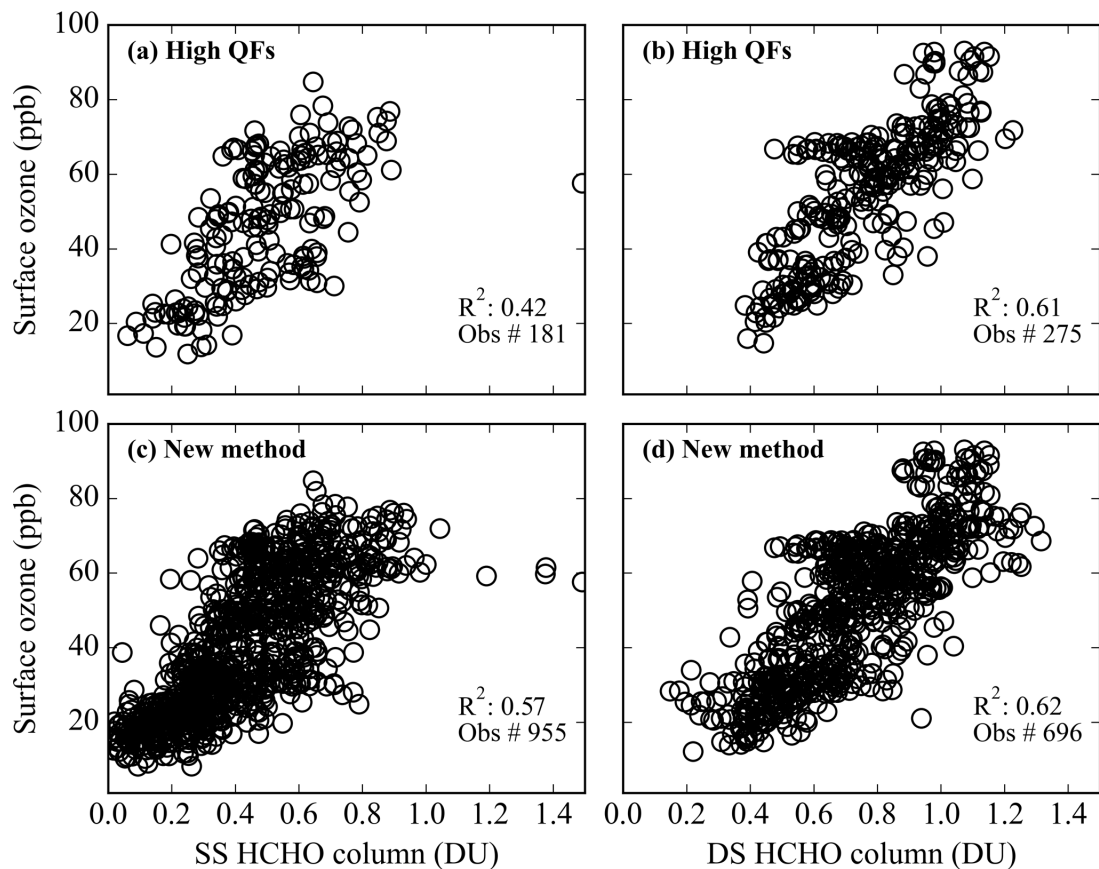 100
80
60
40
20
Surface ozone (ppb)
(a) High QFs
R²: 0.42
Obs # 181
(b) High QFs
R²: 0.61
Obs # 275
100
80
60
40
20
Surface ozone (ppb)
(c) New method
R²: 0.57
Obs # 955
(d) New method
R²: 0.62
Obs # 696
0.0 0.2 0.4 0.6 0.8 1.0 1.2 1.4
SS HCHO column (DU)
0.0 0.2 0.4 0.6 0.8 1.0 1.2 1.4
DS HCHO column (DU)